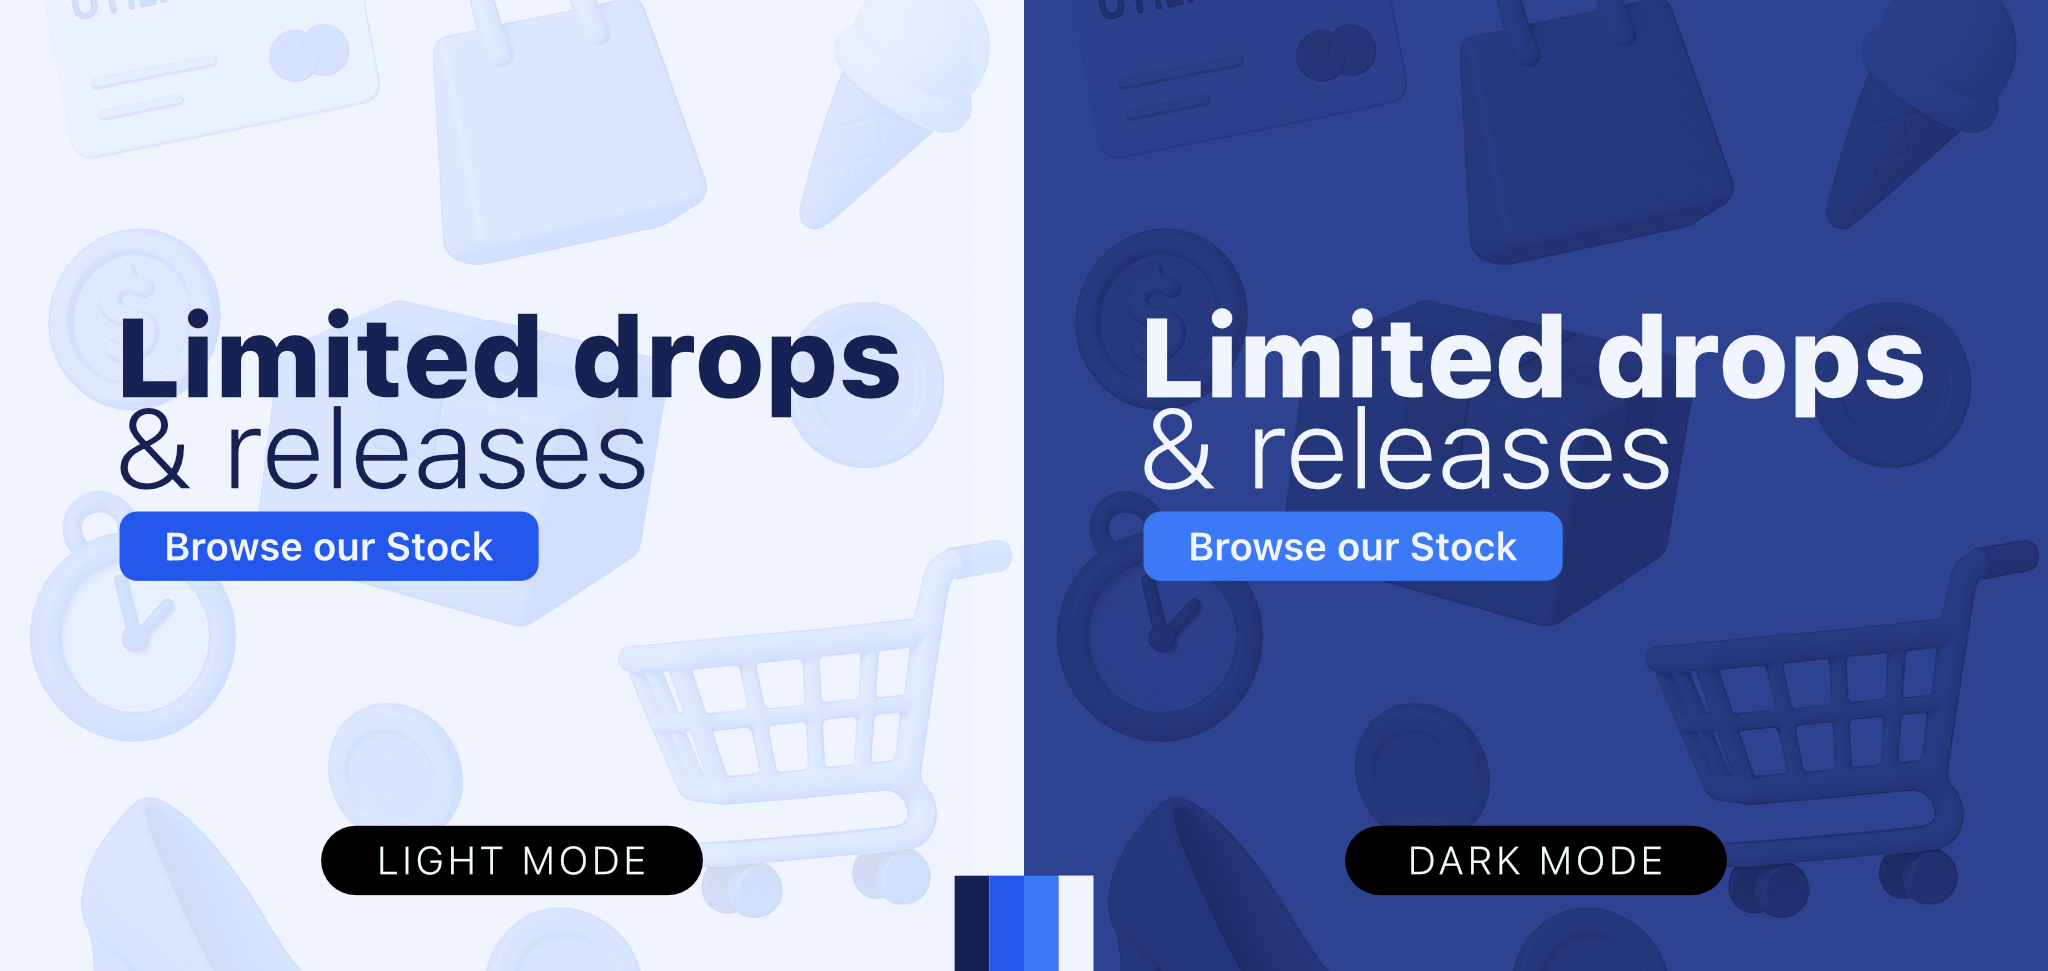 Limited drops
& releases
Browse our Stock
LIGHT MODE
Limited drops
& releases
Browse our Stock
DARK MODE